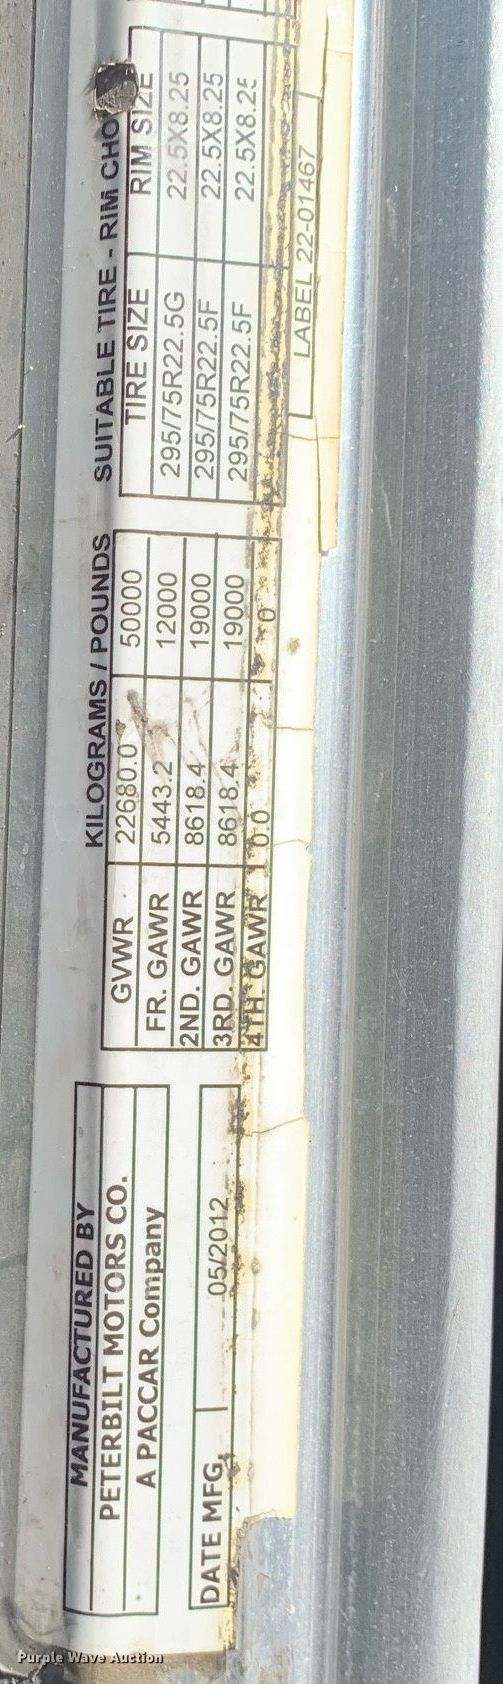 MANUFACTURED BY
PETERBILT MOTORS CO.
A PACCAR Company
DATE MFG. 05/2012
KILOGRAMS / POUNDS
GVWR 22680.0 50000
FR. GAWR 5443.2 12000
2ND. GAWR 8618.4 19000
3RD. GAWR 8618.4 19000
4TH. GAWR 0.0 0
SUITABLE TIRE - RIM CHO
TIRE SIZE RIM SIZE
295/75R22.5G 22.5X8.25
295/75R22.5F 22.5X8.25
295/75R22.5F 22.5X8.25
LABEL 22-01467
Purple Wave Auction